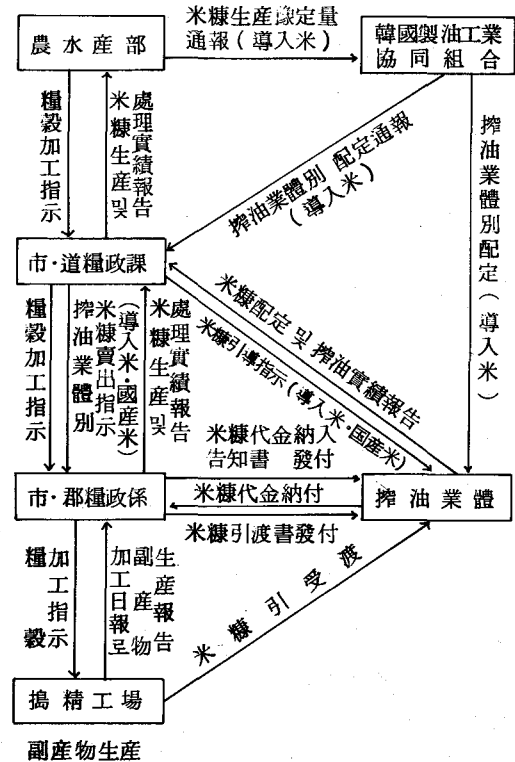 米糠生産豫定量
通報(導入米)
農水産部
韓國製油工業
協同組合
糧穀加工指示
米糠生産 및
處理實績報告
搾油業體別 配定通報
(導入米)
搾油業體別配定(導入米)
市·道糧政課
糧穀加工指示
搾油業體別
米糠賣出指示
(導入米·國産米)
米糠生産 및
處理實績報告
米糠配定 및 搾油實績報告
米糠引導指示(導入米·国産米)
米糠代金納入
告知書 發付
市·郡糧政係
米糠代金納付
搾油業體
米糠引渡書發付
糧穀
加工指示
加工日報로
副産物
生産報告
米糠引受渡
搗精工場
副産物生産